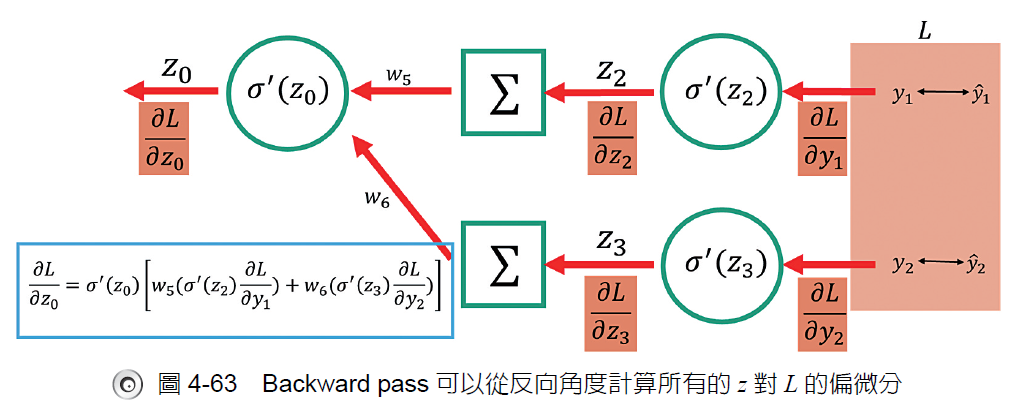 L
z₀ σ′(z₀) w₅ ∑ z₂ σ′(z₂) y₁ ŷ₁
∂L/∂z₀ ∂L/∂z₂ ∂L/∂y₁
w₆
z₃ σ′(z₃) y₂ ŷ₂
∑
∂L/∂z₀ = σ′(z₀) [w₅(σ′(z₂) ∂L/∂y₁) + w₆(σ′(z₃) ∂L/∂y₂)]
∂L/∂z₃ ∂L/∂y₂
圖 4-63 Backward pass 可以從反向角度計算所有的 z 對 L 的偏微分